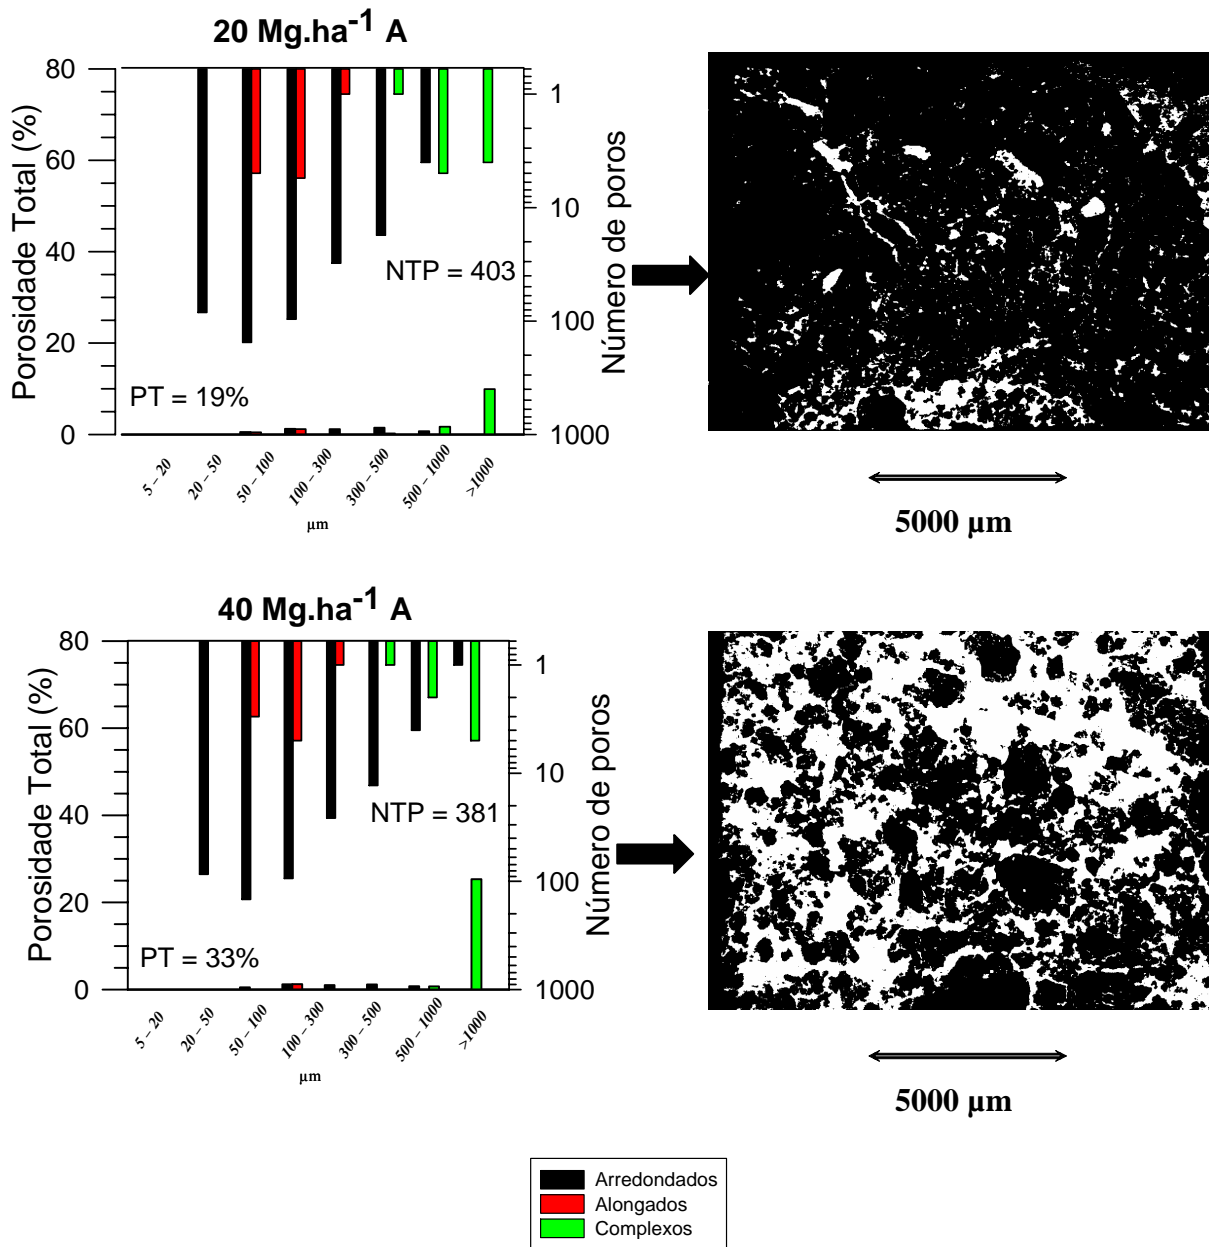 20 Mg.ha⁻¹ A
Porosidade Total (%)
80
60
40
20
0
PT = 19%
NTP = 403
1
10
100
1000
Número de poros
5 – 20
20 – 50
50 – 100
100 – 300
300 – 500
500 – 1000
>1000
µm
5000 µm
40 Mg.ha⁻¹ A
Porosidade Total (%)
80
60
40
20
0
PT = 33%
NTP = 381
1
10
100
1000
Número de poros
5 – 20
20 – 50
50 – 100
100 – 300
300 – 500
500 – 1000
>1000
µm
5000 µm
Arredondados
Alongados
Complexos